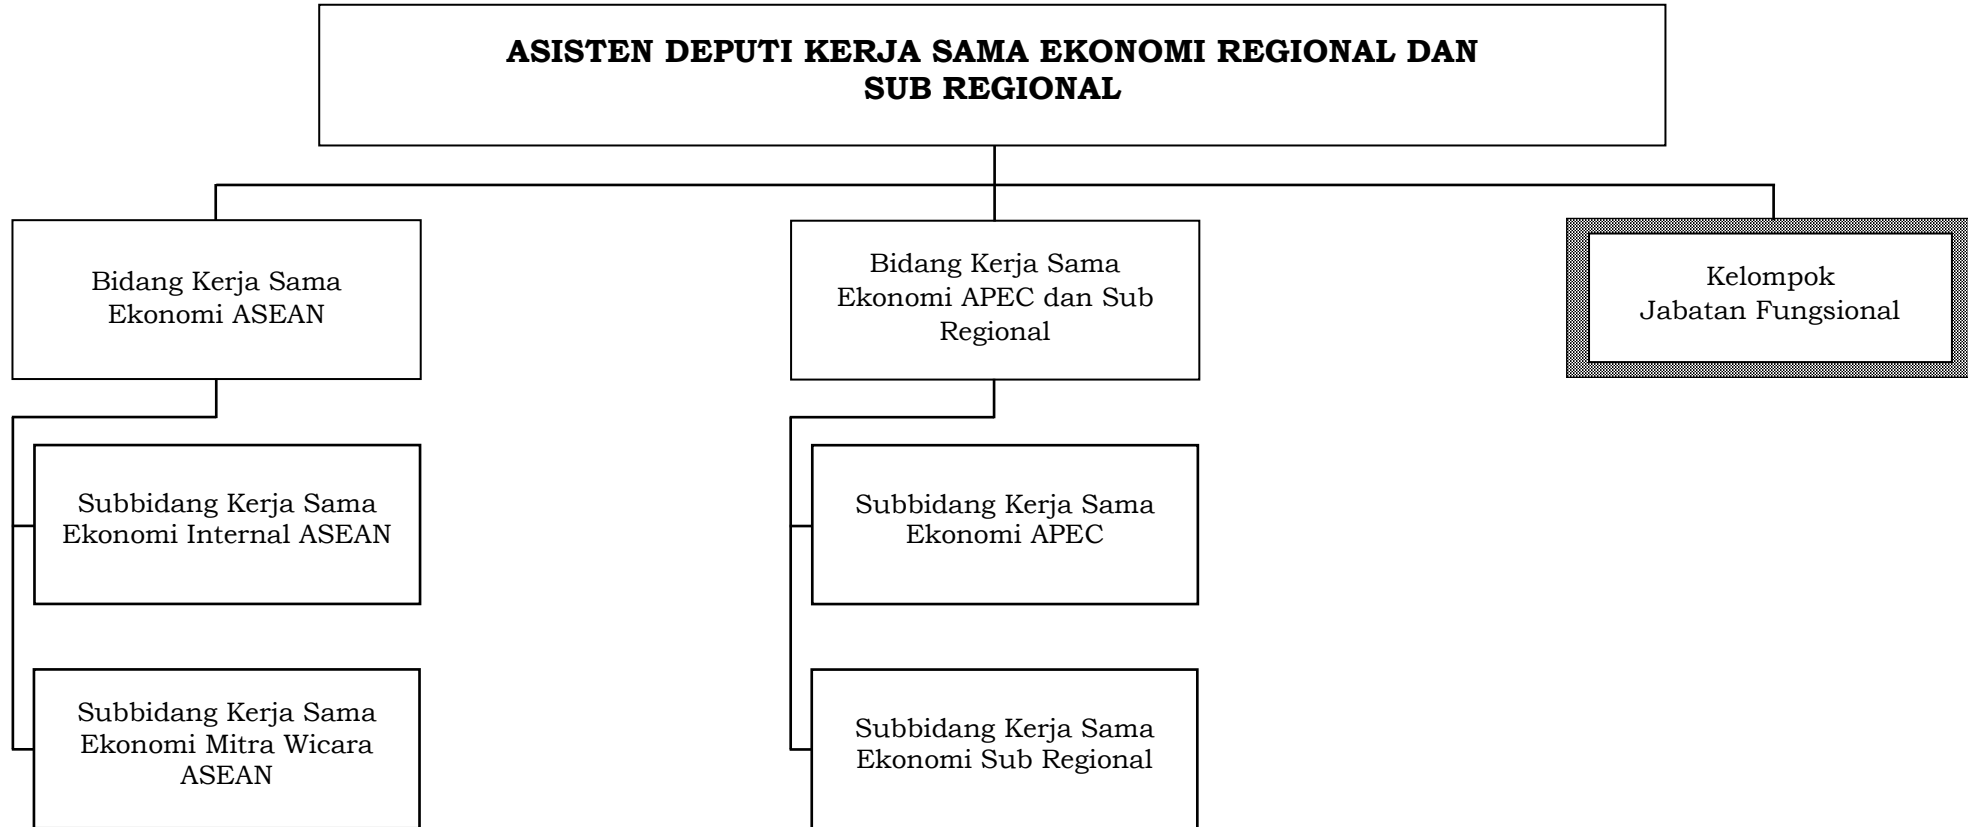 ASISTEN DEPUTI KERJA SAMA EKONOMI REGIONAL DAN
SUB REGIONAL
Bidang Kerja Sama
Ekonomi ASEAN
Bidang Kerja Sama
Ekonomi APEC dan Sub
Regional
Kelompok
Jabatan Fungsional
Subbidang Kerja Sama
Ekonomi Internal ASEAN
Subbidang Kerja Sama
Ekonomi APEC
Subbidang Kerja Sama
Ekonomi Mitra Wicara
ASEAN
Subbidang Kerja Sama
Ekonomi Sub Regional